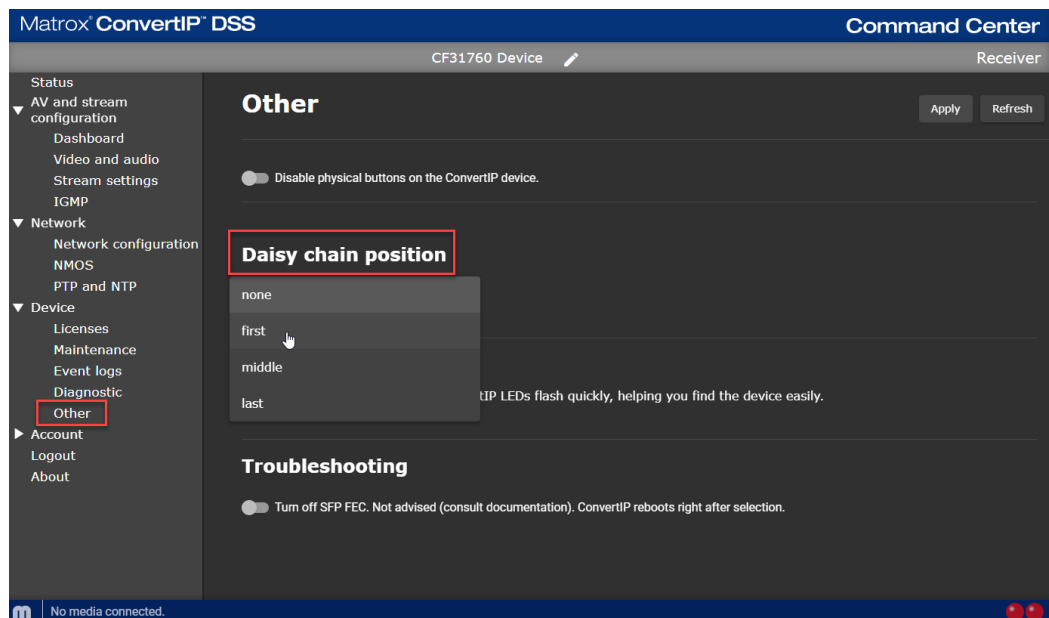 Matrox® ConvertIP™ DSS
Command Center
CF31760 Device
Receiver
Status
AV and stream
configuration
Dashboard
Video and audio
Stream settings
IGMP
Network
Network configuration
NMOS
PTP and NTP
Device
Licenses
Maintenance
Event logs
Diagnostic
Other
Account
Logout
About
Other
Apply
Refresh
Disable physical buttons on the ConvertIP device.
Daisy chain position
none
first
middle
last
tIP LEDs flash quickly, helping you find the device easily.
Troubleshooting
Turn off SFP FEC. Not advised (consult documentation). ConvertIP reboots right after selection.
m
No media connected.